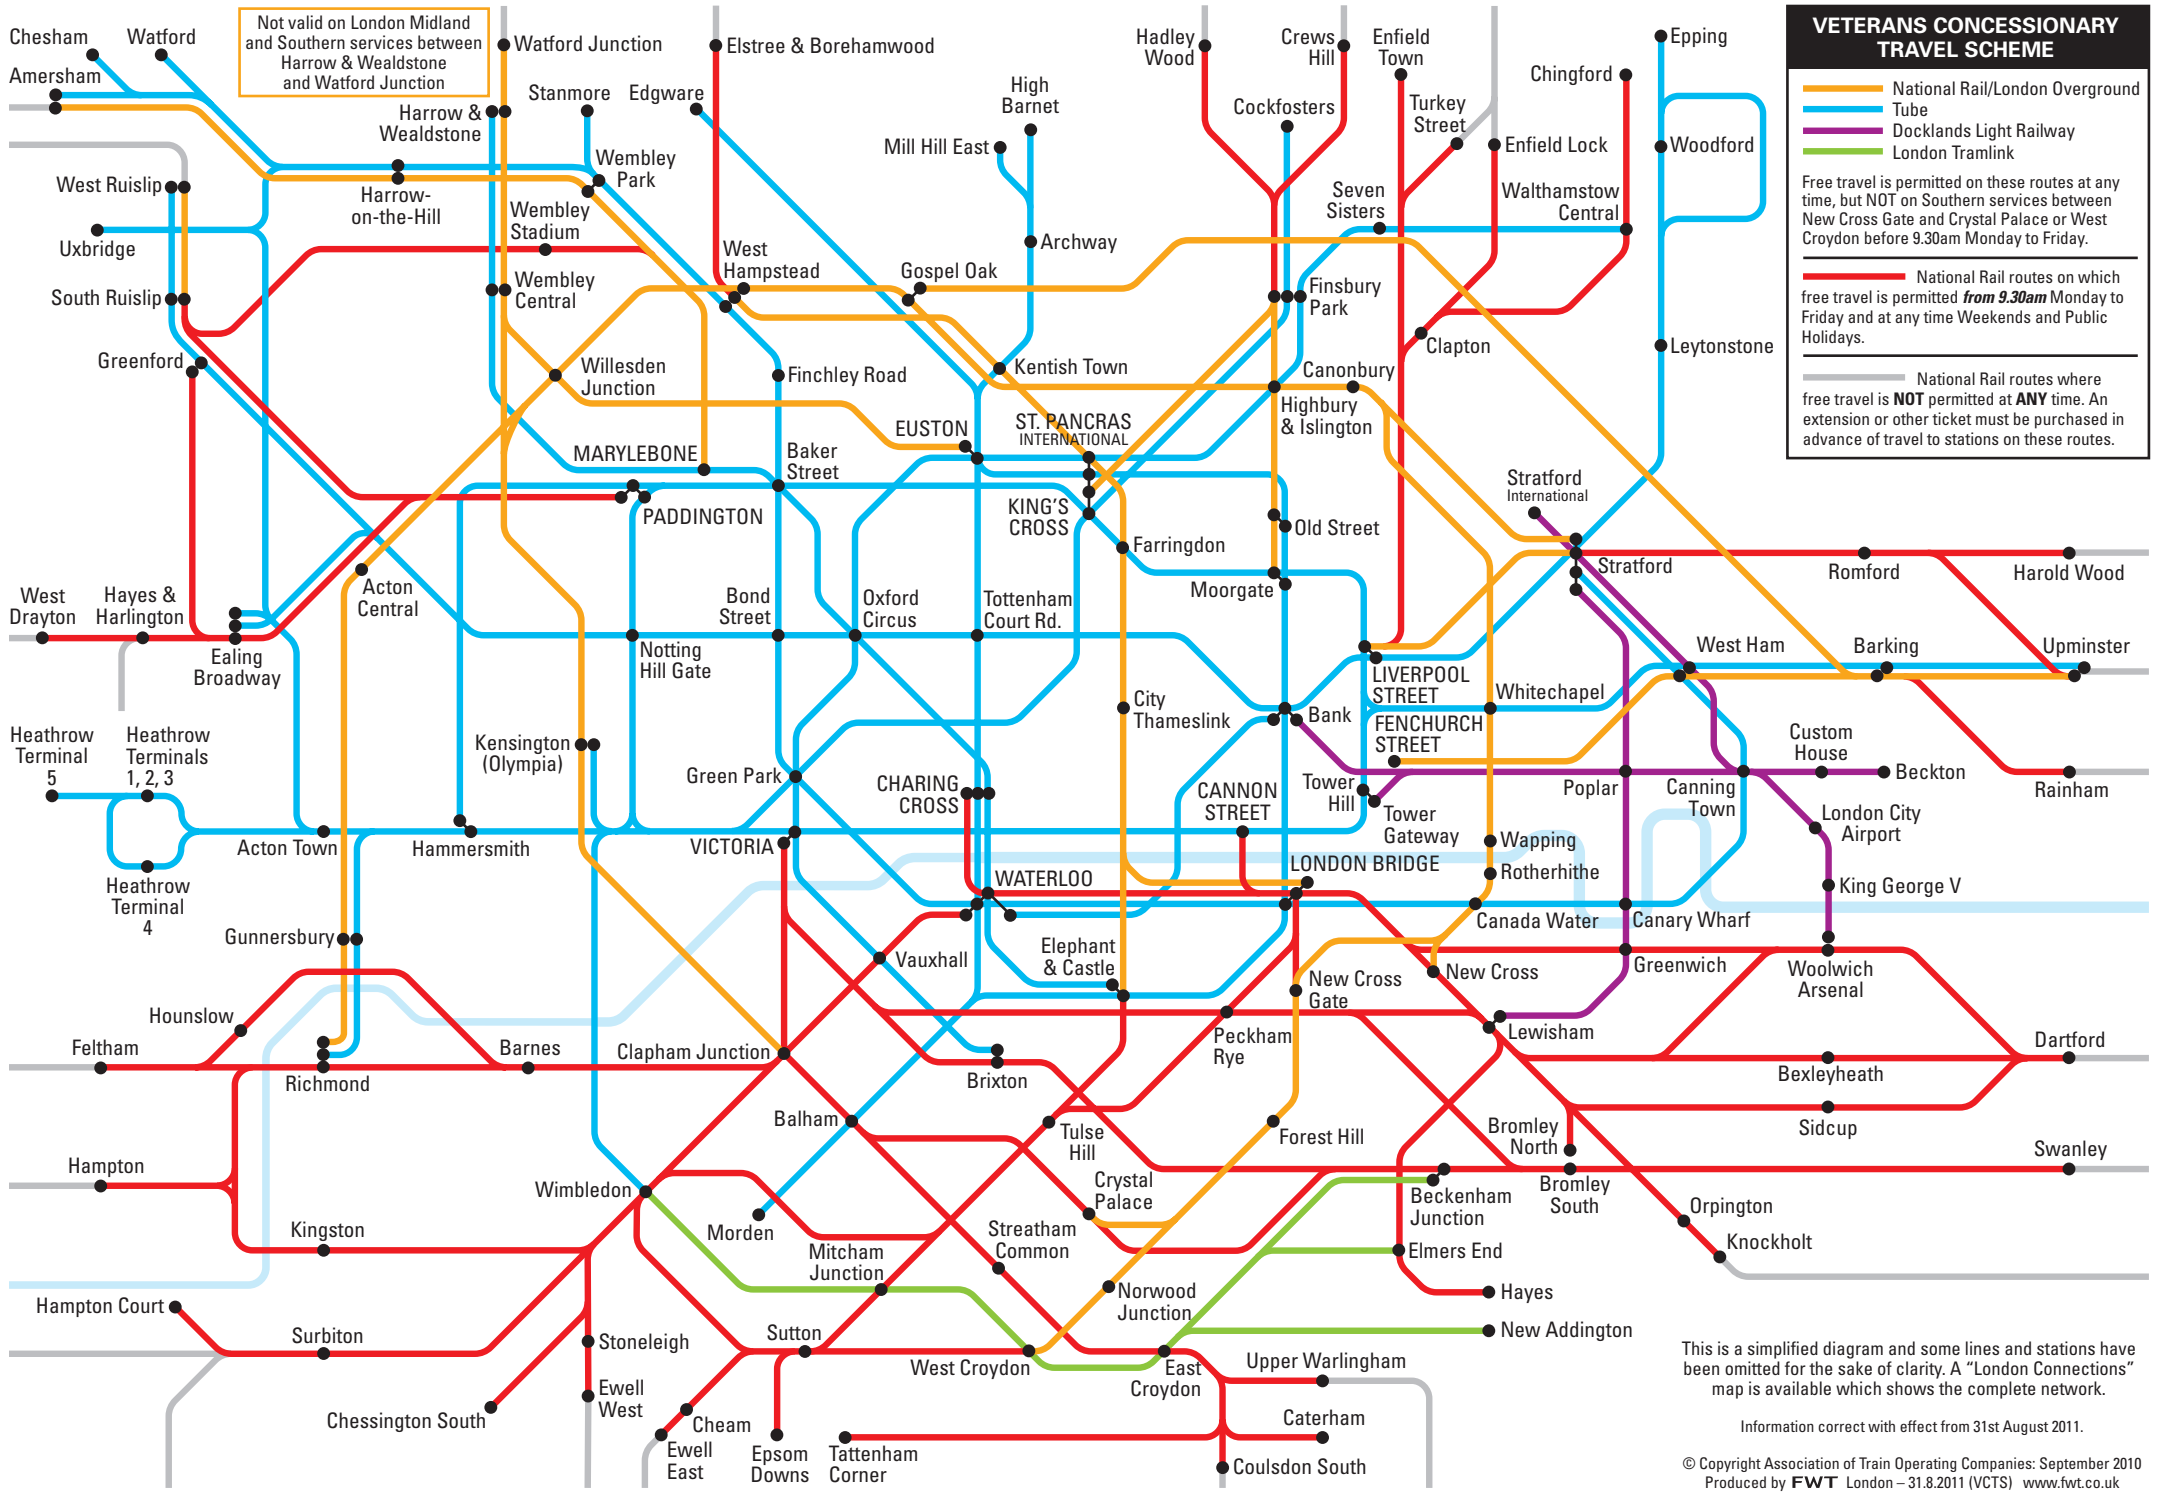 Not valid on London Midland
and Southern services between
Harrow & Wealdstone
and Watford Junction
Chesham
Watford
Amersham
Watford Junction
Elstree & Borehamwood
Hadley
Wood
Crews
Hill
Enfield
Town
Epping
Chingford
Harrow &
Wealdstone
Stanmore
Edgware
High
Barnet
Cockfosters
Turkey
Street
Enfield Lock
Woodford
Mill Hill East
Wembley
Park
West Ruislip
Harrow-
on-the-Hill
Wembley
Stadium
Seven
Sisters
Walthamstow
Central
Uxbridge
West
Hampstead
Archway
Gospel Oak
South Ruislip
Wembley
Central
Finsbury
Park
Greenford
Willesden
Junction
Finchley Road
Kentish Town
Canonbury
Clapton
Leytonstone
Highbury
& Islington
EUSTON
ST. PANCRAS
INTERNATIONAL
MARYLEBONE
Baker
Street
PADDINGTON
KING'S
CROSS
Old Street
Stratford
International
Farringdon
Stratford
Romford
Harold Wood
Moorgate
West
Drayton
Hayes &
Harlington
Acton
Central
Bond
Street
Oxford
Circus
Tottenham
Court Rd.
Ealing
Broadway
Notting
Hill Gate
LIVERPOOL
STREET
West Ham
Barking
Upminster
City
Thameslink
Bank
Whitechapel
FENCHURCH
STREET
Heathrow
Terminal
5
Heathrow
Terminals
1, 2, 3
Kensington
(Olympia)
Green Park
CHARING
CROSS
CANNON
STREET
Tower
Hill
Tower
Gateway
Poplar
Canning
Town
Custom
House
Beckton
Rainham
London City
Airport
Acton Town
Hammersmith
VICTORIA
Wapping
Heathrow
Terminal
4
WATERLOO
LONDON BRIDGE
Rotherhithe
King George V
Canada Water
Canary Wharf
Gunnersbury
Vauxhall
Elephant
& Castle
New Cross
Gate
New Cross
Greenwich
Woolwich
Arsenal
Hounslow
Feltham
Richmond
Barnes
Clapham Junction
Brixton
Peckham
Rye
Lewisham
Dartford
Bexleyheath
Balham
Tulse
Hill
Forest Hill
Bromley
North
Sidcup
Swanley
Hampton
Wimbledon
Morden
Crystal
Palace
Beckenham
Junction
Bromley
South
Orpington
Kingston
Mitcham
Junction
Streatham
Common
Elmers End
Knockholt
Norwood
Junction
Hayes
Hampton Court
Surbiton
Stoneleigh
Sutton
West Croydon
East
Croydon
New Addington
Upper Warlingham
Chessington South
Ewell
West
Cheam
Ewell
East
Epsom
Downs
Tattenham
Corner
Caterham
Coulsdon South
VETERANS CONCESSIONARY
TRAVEL SCHEME
National Rail/London Overground
Tube
Docklands Light Railway
London Tramlink
Free travel is permitted on these routes at any
time, but NOT on Southern services between
New Cross Gate and Crystal Palace or West
Croydon before 9.30am Monday to Friday.
National Rail routes on which
free travel is permitted from 9.30am Monday to
Friday and at any time Weekends and Public
Holidays.
National Rail routes where
free travel is NOT permitted at ANY time. An
extension or other ticket must be purchased in
advance of travel to stations on these routes.
This is a simplified diagram and some lines and stations have
been omitted for the sake of clarity. A “London Connections”
map is available which shows the complete network.
Information correct with effect from 31st August 2011.
© Copyright Association of Train Operating Companies: September 2010
Produced by FWT London – 31.8.2011 (VCTS) www.fwt.co.uk